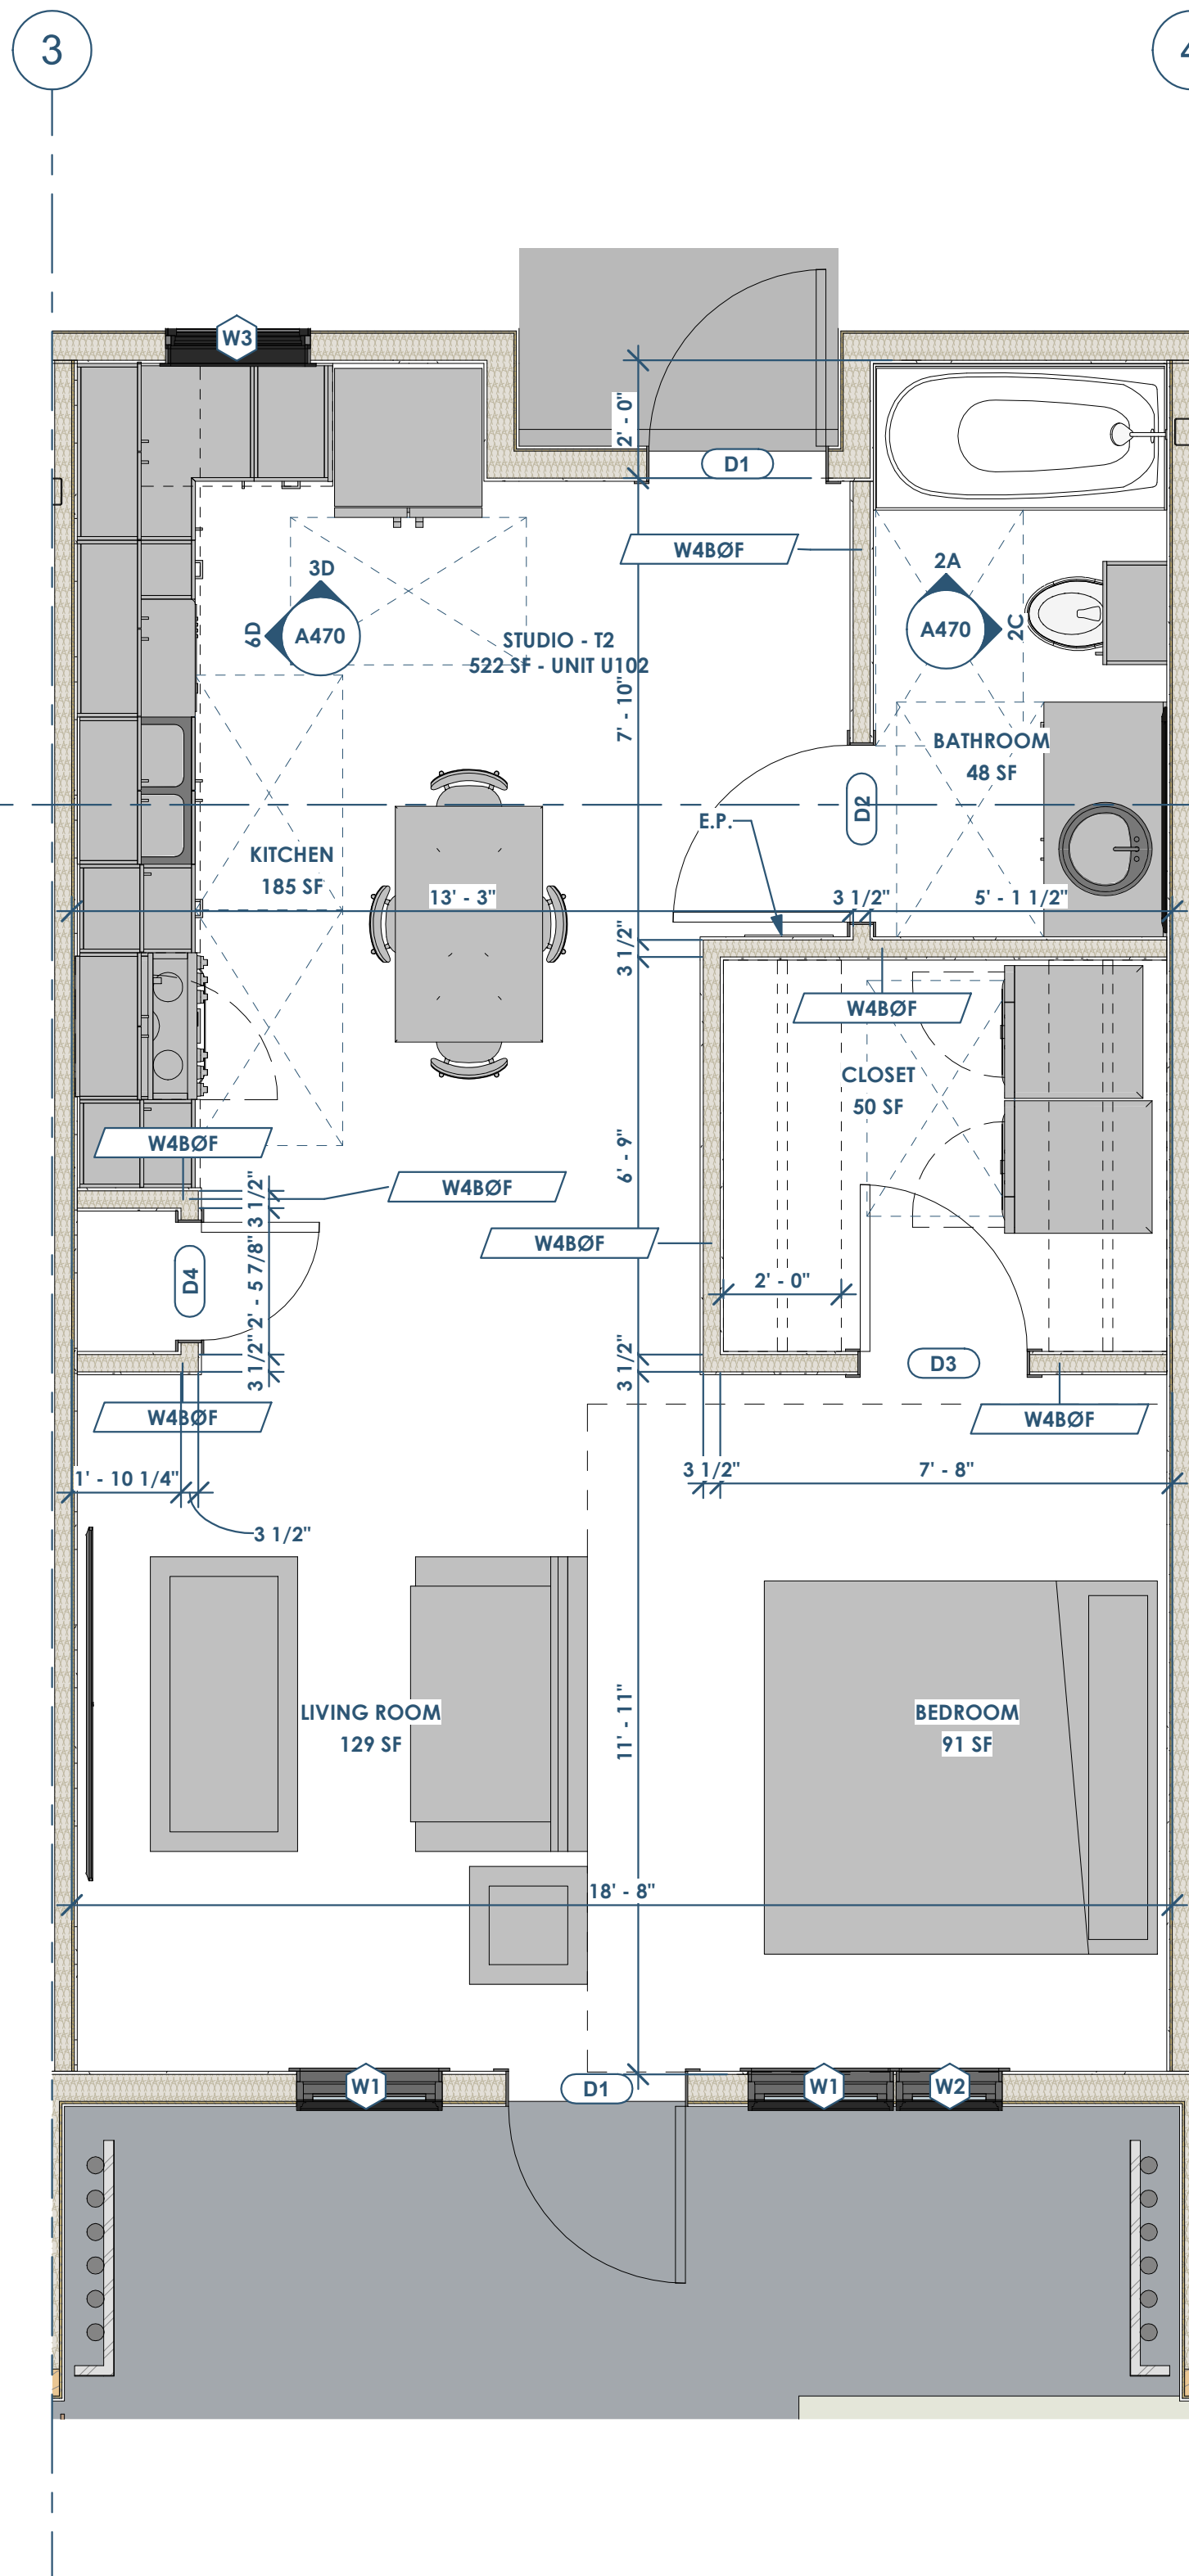 3
4
W3
2' - 0"
D1
W4BØF
3D
6D
A470
2A
A470
2C
STUDIO - T2
522 SF - UNIT U102
7' - 10"
BATHROOM
48 SF
D2
E.P.
KITCHEN
185 SF
13' - 3"
3 1/2"
5' - 1 1/2"
3 1/2"
W4BØF
CLOSET
50 SF
W4BØF
6' - 9"
W4BØF
3 1/2"
W4BØF
D4
2' - 5 7/8"
2' - 0"
3 1/2"
3 1/2"
D3
W4BØF
W4BØF
1' - 10 1/4"
3 1/2"
7' - 8"
3 1/2"
LIVING ROOM
129 SF
11' - 11"
BEDROOM
91 SF
18' - 8"
W1
D1
W1
W2